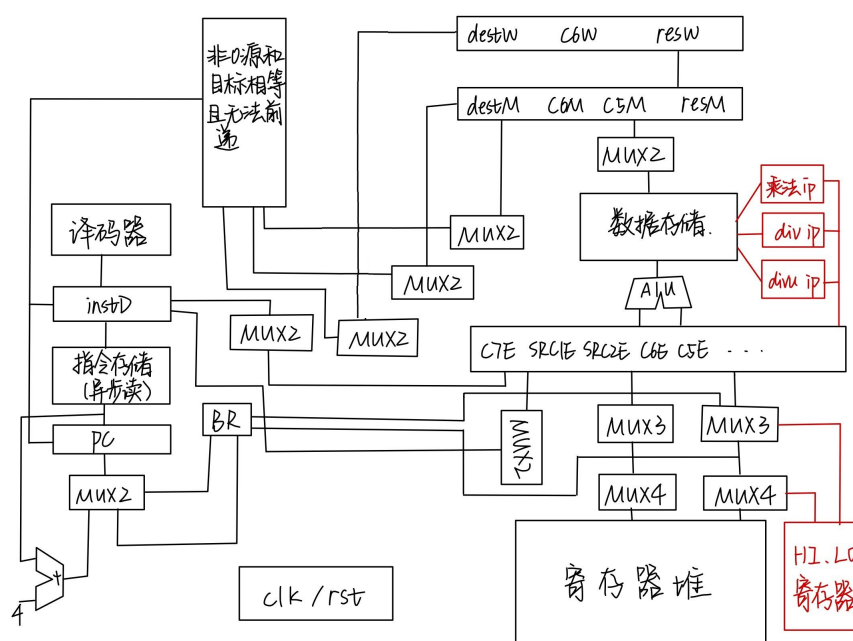 destW C6W resW
非0源和
目标相等
且无法前
递
destM C6M C5M resM
MUX2
乘法ip
译码器
MUX2
数据存储.
div ip
MUX2
divu ip
instD
MUX2
MUX2
ALU
C7E SRC1E SRC2E C6E C5E ...
指令存储
(异步读)
BR
MUX2
MUX3
MUX3
PC
MUX2
MUX4
MUX4
+
4
clk/rst
寄存器堆
HI.LO
寄存器